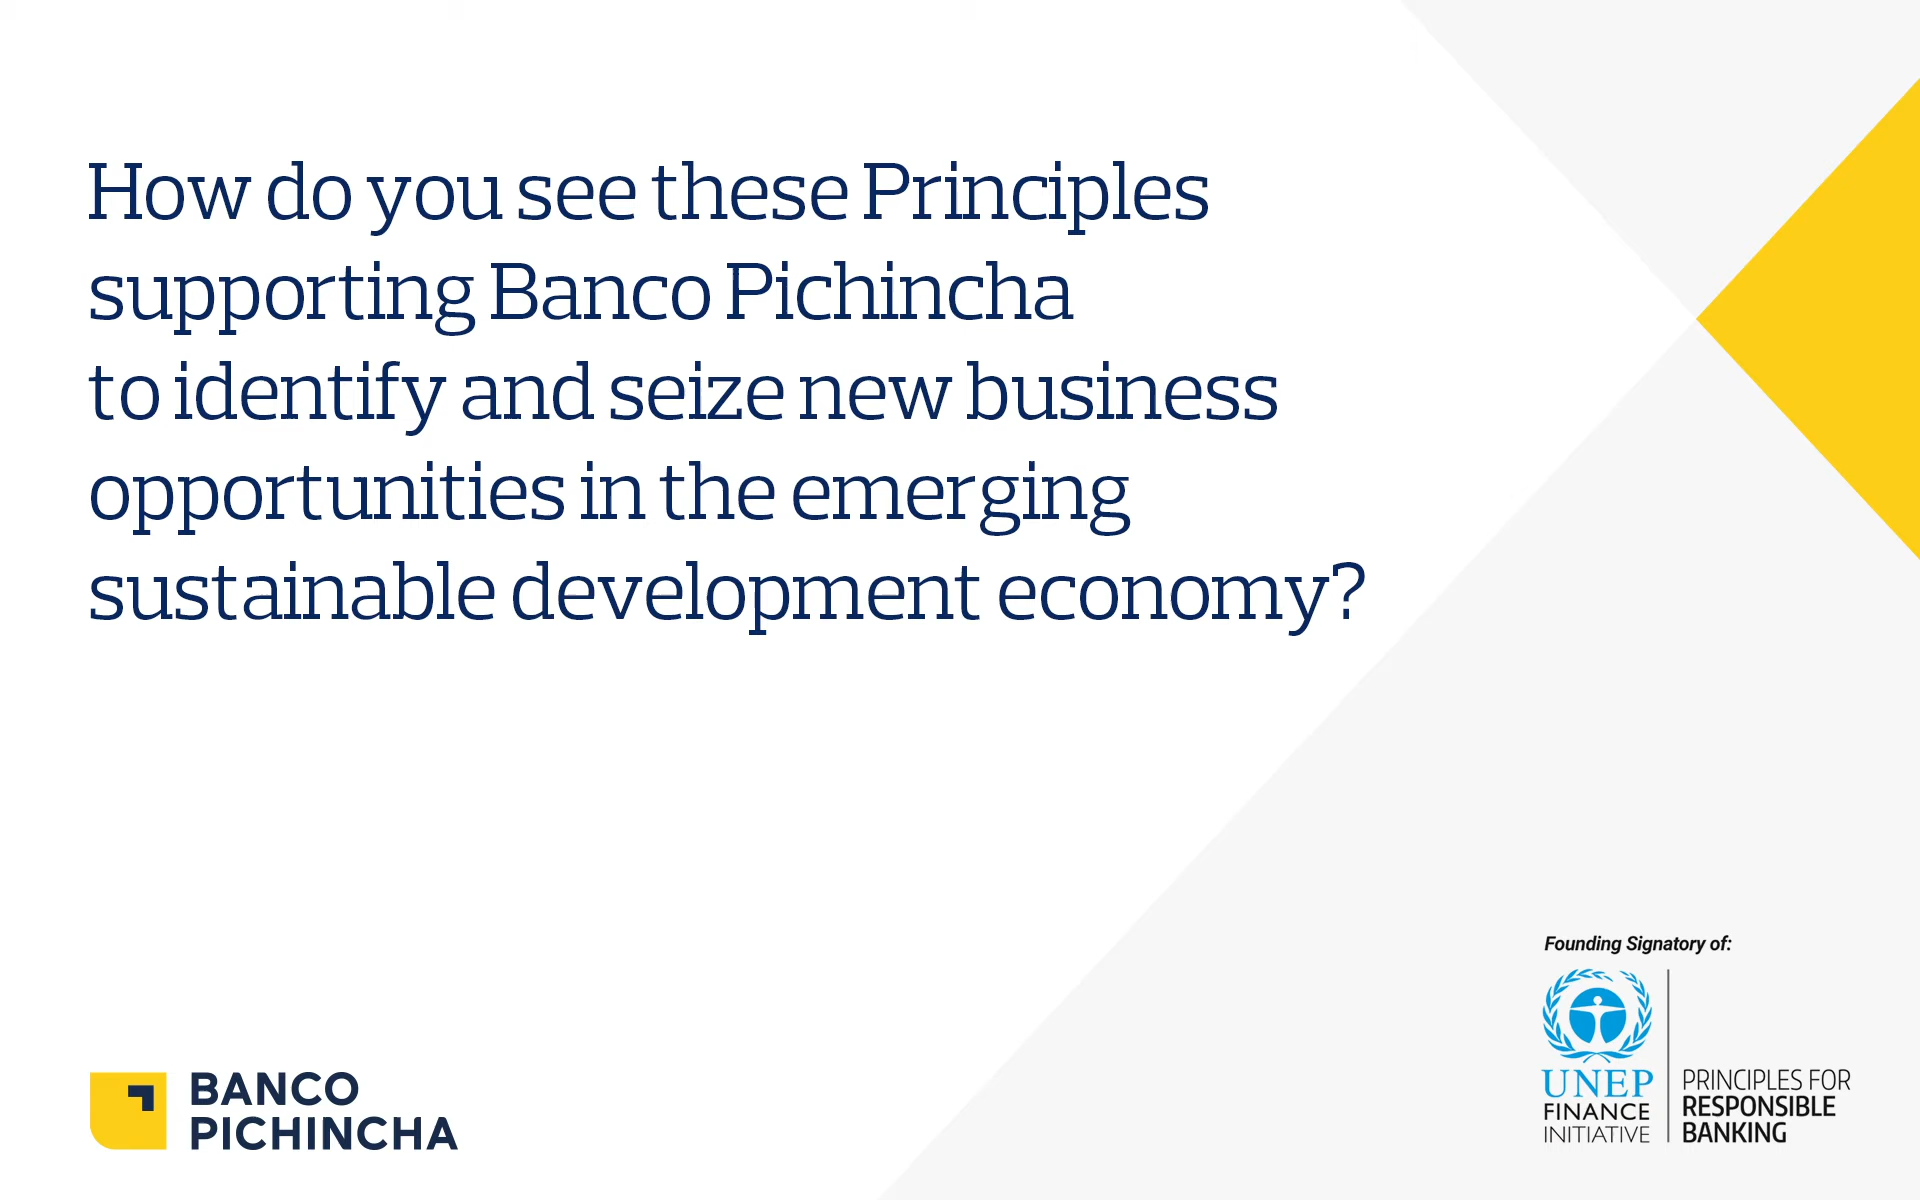 How do you see these Principles
supporting Banco Pichincha
to identify and seize new business
opportunities in the emerging
sustainable development economy?
Founding Signatory of:
UNEP
FINANCE
INITIATIVE
PRINCIPLES FOR
RESPONSIBLE
BANKING
BANCO
PICHINCHA